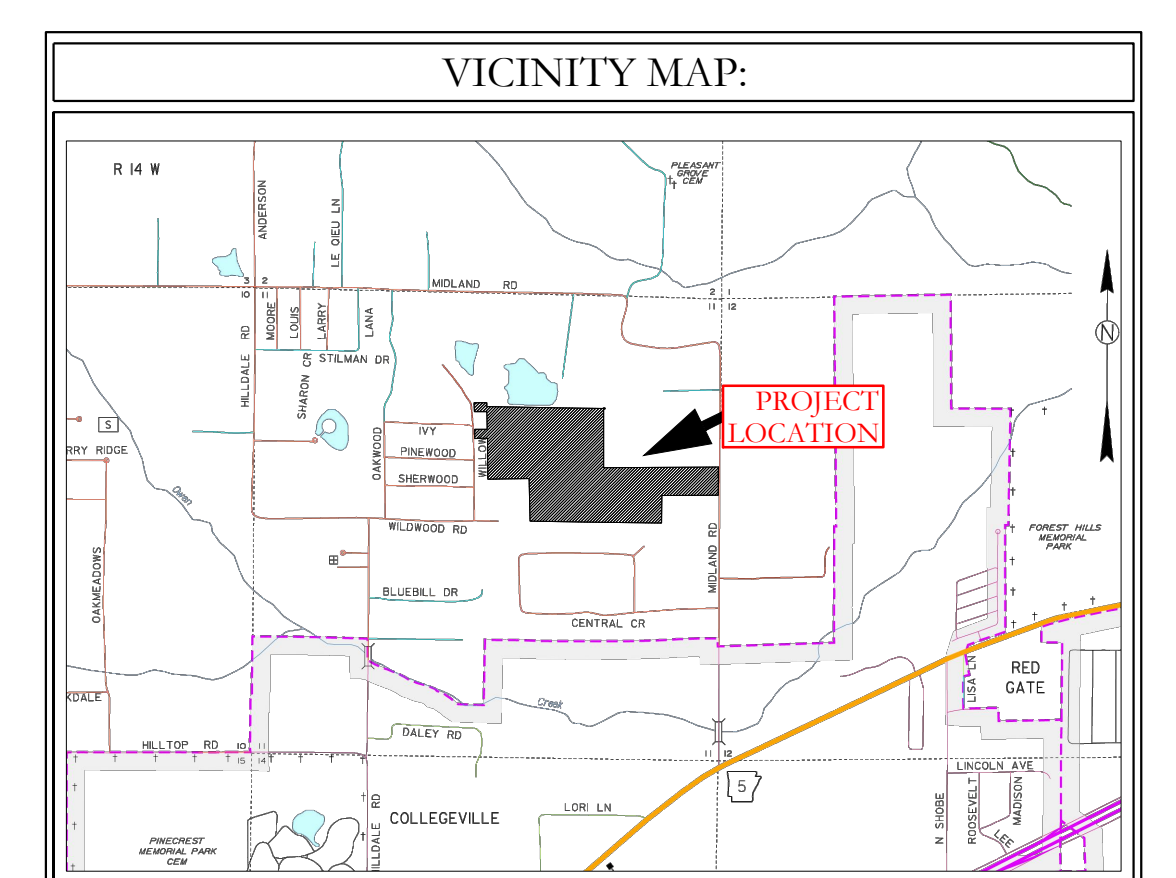 VICINITY MAP:
R 14 W
PLEASANT
GROVE
CEM
ANDERSON
LE QIEU LN
3 2
10 11
MIDLAND RD
2 1
11 12
MOORE
LOUIS
LARRY
LANA
HILLDALE RD
STILMAN DR
SHARON CR
N
PROJECT
LOCATION
S
RRY RIDGE
IVY
PINEWOOD
SHERWOOD
OAKWOOD
WILLOW
WILDWOOD RD
Owen
FOREST HILLS
MEMORIAL
PARK
OAKMEADOWS
MIDLAND RD
BLUEBILL DR
CENTRAL CR
LISA LN
RED
GATE
KDALE
Creek
DALEY RD
HILLTOP RD
10 11
15 14
11 12
LINCOLN AVE
5
LORI LN
COLLEGEVILLE
ILLDALE RD
N SHOBE
ROOSEVELT
MADISON
LEE
PINECREST
MEMORIAL PARK
CEM